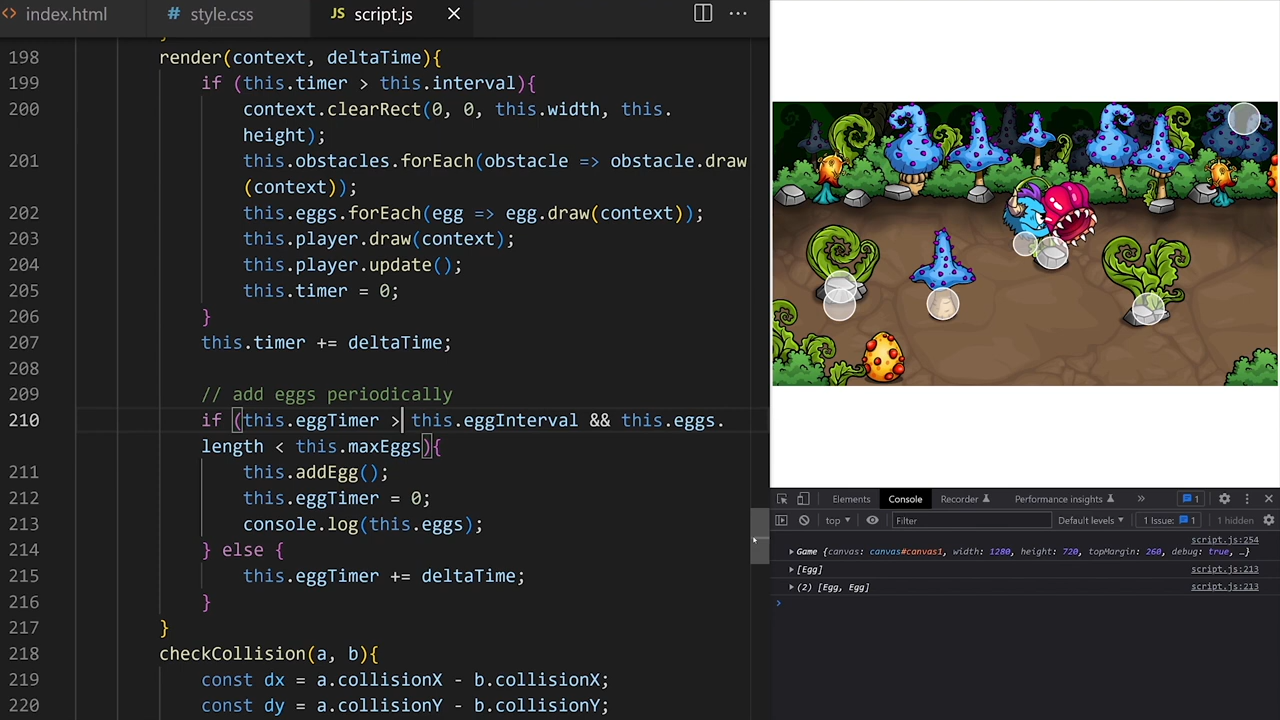 index.html
# style.css
JS script.js
198 render(context, deltaTime){
199 if (this.timer > this.interval){
200 context.clearRect(0, 0, this.width, this.
height);
201 this.obstacles.forEach(obstacle => obstacle.draw
(context));
202 this.eggs.forEach(egg => egg.draw(context));
203 this.player.draw(context);
204 this.player.update();
205 this.timer = 0;
206 }
207 this.timer += deltaTime;
208
209 // add eggs periodically
210 if (this.eggTimer > this.eggInterval && this.eggs.
length < this.maxEggs){
211 this.addEgg();
212 this.eggTimer = 0;
213 console.log(this.eggs);
214 } else {
215 this.eggTimer += deltaTime;
216 }
217 }
218 checkCollision(a, b){
219 const dx = a.collisionX - b.collisionX;
220 const dy = a.collisionY - b.collisionY;
Elements Console Recorder Performance insights » 1
top Filter Default levels 1 Issue: 1 1 hidden
script.js:254
Game {canvas: canvas#canvas1, width: 1280, height: 720, topMargin: 260, debug: true, …}
[Egg] script.js:213
(2) [Egg, Egg] script.js:213